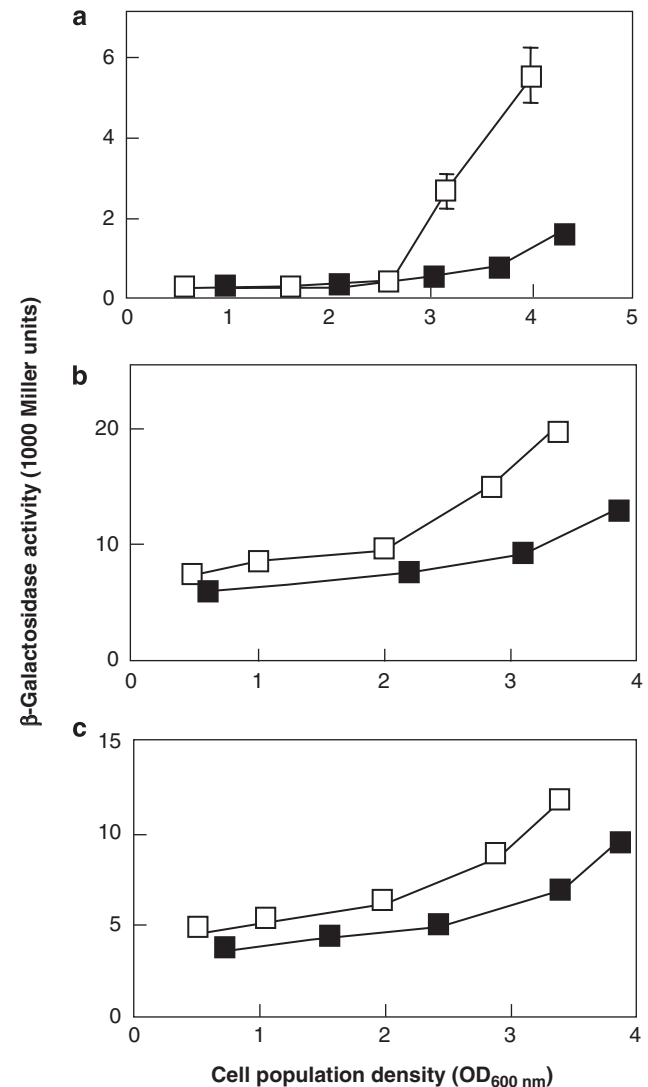 a
6
4
2
0
0 1 2 3 4 5
b
20
10
0
0 1 2 3 4
c
15
10
5
0
0 1 2 3 4
β-Galactosidase activity (1000 Miller units)
Cell population density (OD600 nm)